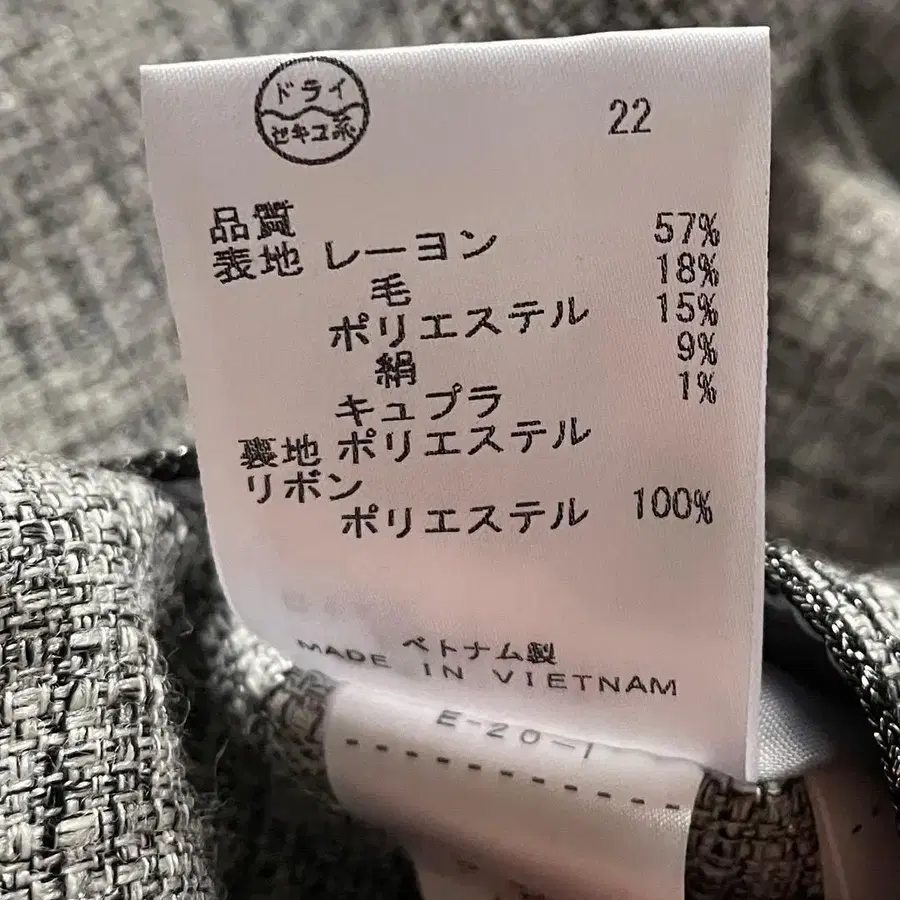 ドライ
セキユ系
22
品質
表地 レーヨン 57%
毛 18%
ポリエステル 15%
絹 9%
キュプラ 1%
裏地 ポリエステル
リボン
ポリエステル 100%
ベトナム製
MADE IN VIETNAM
E-20-1